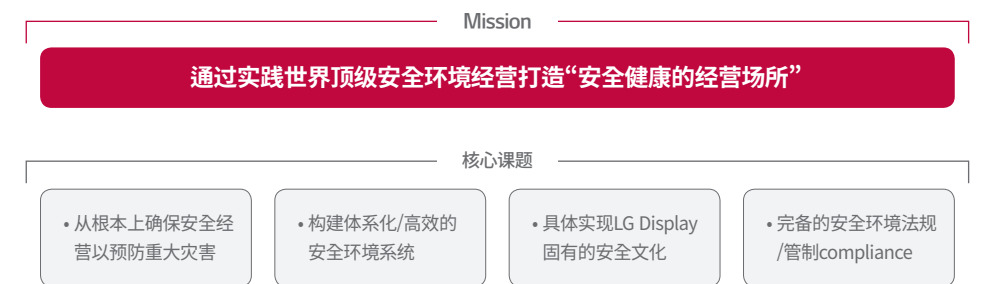 Mission
通过实践世界顶级安全环境经营打造“安全健康的经营场所”
核心课题
• 从根本上确保安全经
营以预防重大灾害
• 构建体系化/高效的
安全环境系统
• 具体实现LG Display
固有的安全文化
• 完备的安全环境法规
/管制compliance